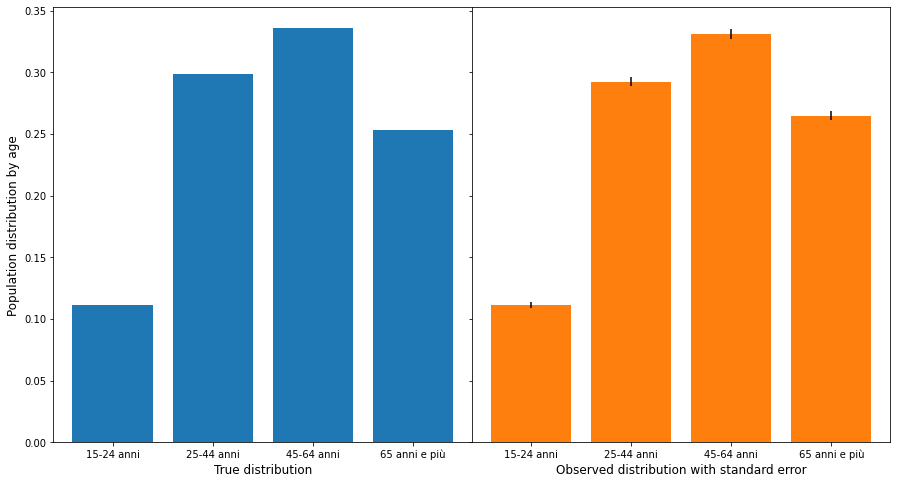 Population distribution by age
0.35
0.30
0.25
0.20
0.15
0.10
0.05
0.00
15-24 anni 25-44 anni 45-64 anni 65 anni e più
True distribution
15-24 anni 25-44 anni 45-64 anni 65 anni e più
Observed distribution with standard error